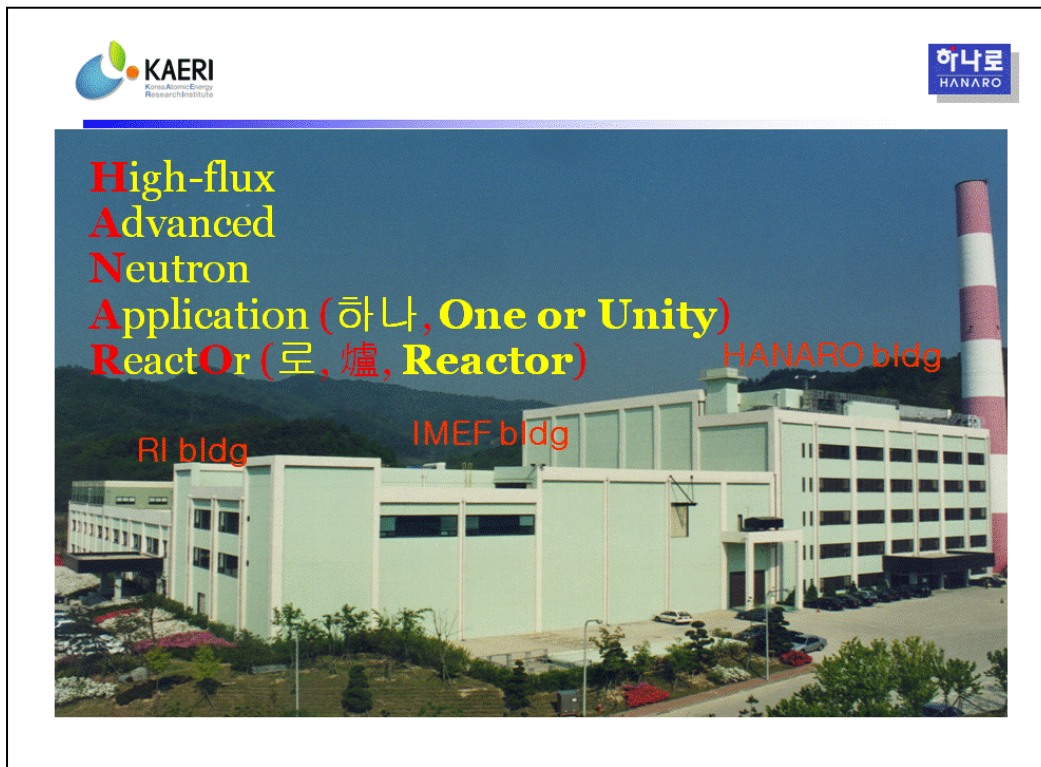 KAERI
Korea Atomic Energy
Research Institute
하나로
HANARO
High-flux
Advanced
Neutron
Application (하나, One or Unity)
ReactOr (로, 爐, Reactor)
HANARO bldg
IMEF bldg
RI bldg